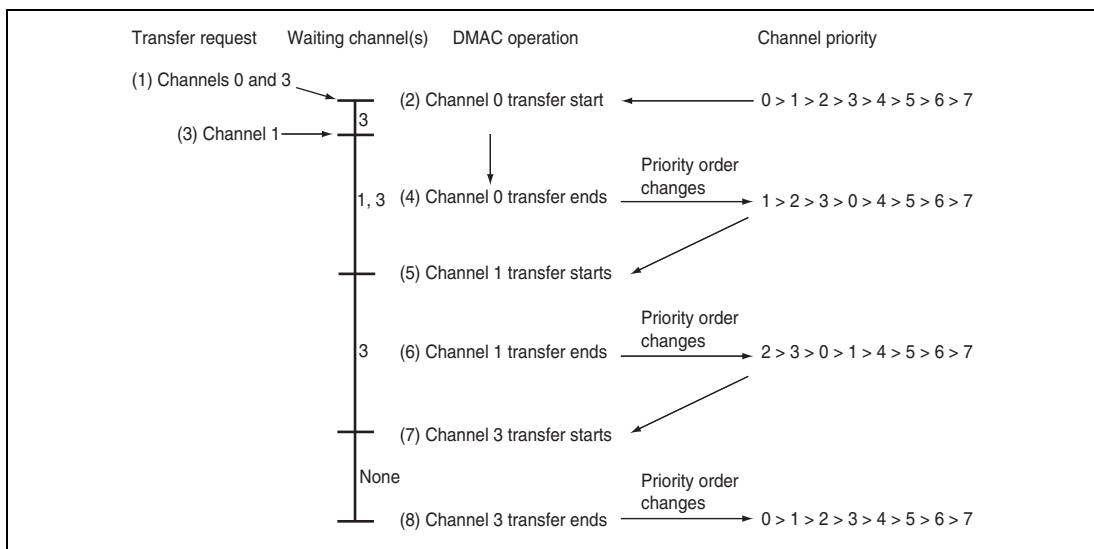 Transfer request Waiting channel(s) DMAC operation Channel priority
(1) Channels 0 and 3
(2) Channel 0 transfer start 0 > 1 > 2 > 3 > 4 > 5 > 6 > 7
3
(3) Channel 1
Priority order
changes
1, 3 (4) Channel 0 transfer ends 1 > 2 > 3 > 0 > 4 > 5 > 6 > 7
(5) Channel 1 transfer starts
Priority order
changes
3 (6) Channel 1 transfer ends 2 > 3 > 0 > 1 > 4 > 5 > 6 > 7
(7) Channel 3 transfer starts
None
Priority order
changes
(8) Channel 3 transfer ends 0 > 1 > 2 > 3 > 4 > 5 > 6 > 7